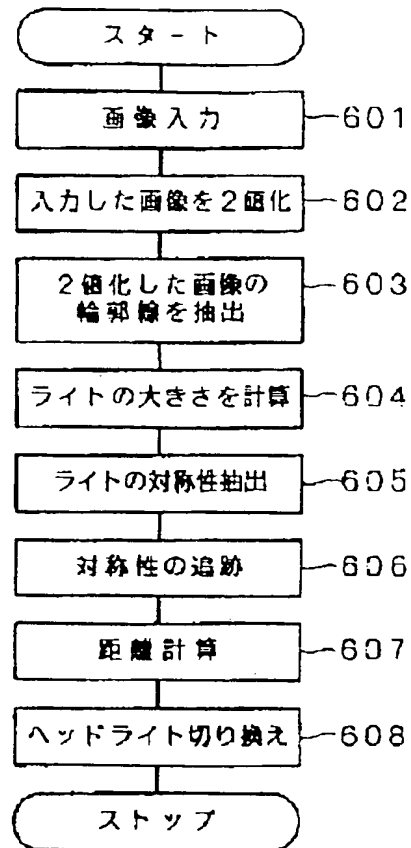 スタート
画像入力 601
入力した画像を2値化 602
2値化した画像の 603
輪郭線を抽出
ライトの大きさを計算 604
ライトの対称性抽出 605
対称性の追跡 606
距離計算 607
ヘッドライト切り換え 608
ストップ